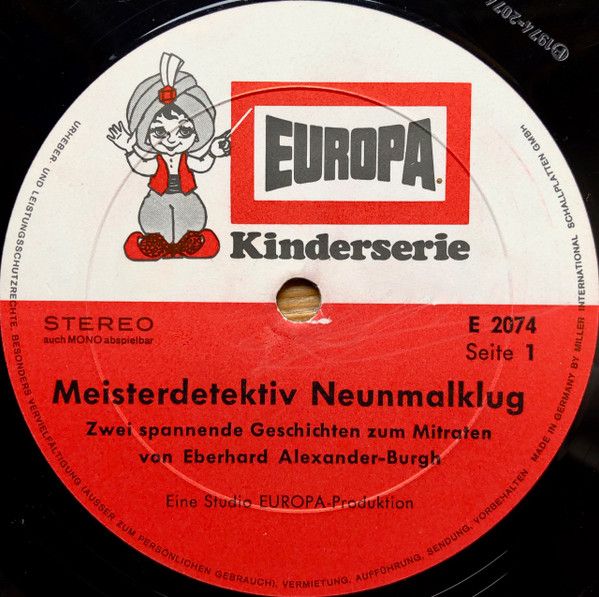 ℗1974-2074
EUROPA
Kinderserie
STEREO
auch MONO abspielbar
E 2074
Seite 1
Meisterdetektiv Neunmalklug
Zwei spannende Geschichten zum Mitraten
von Eberhard Alexander-Burgh
Eine Studio EUROPA-Produktion
URHEBER- UND LEISTUNGSSCHUTZRECHTE, BESONDERS VERVIELFÄLTIGUNG (AUSSER ZUM PERSÖNLICHEN GEBRAUCH), VERMIETUNG, AUFFÜHRUNG, SENDUNG, VORBEHALTEN MADE IN GERMANY BY MILLER INTERNATIONAL SCHALLPLATTEN GMBH